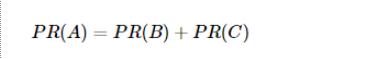 PR(A) = PR(B) + PR(C)